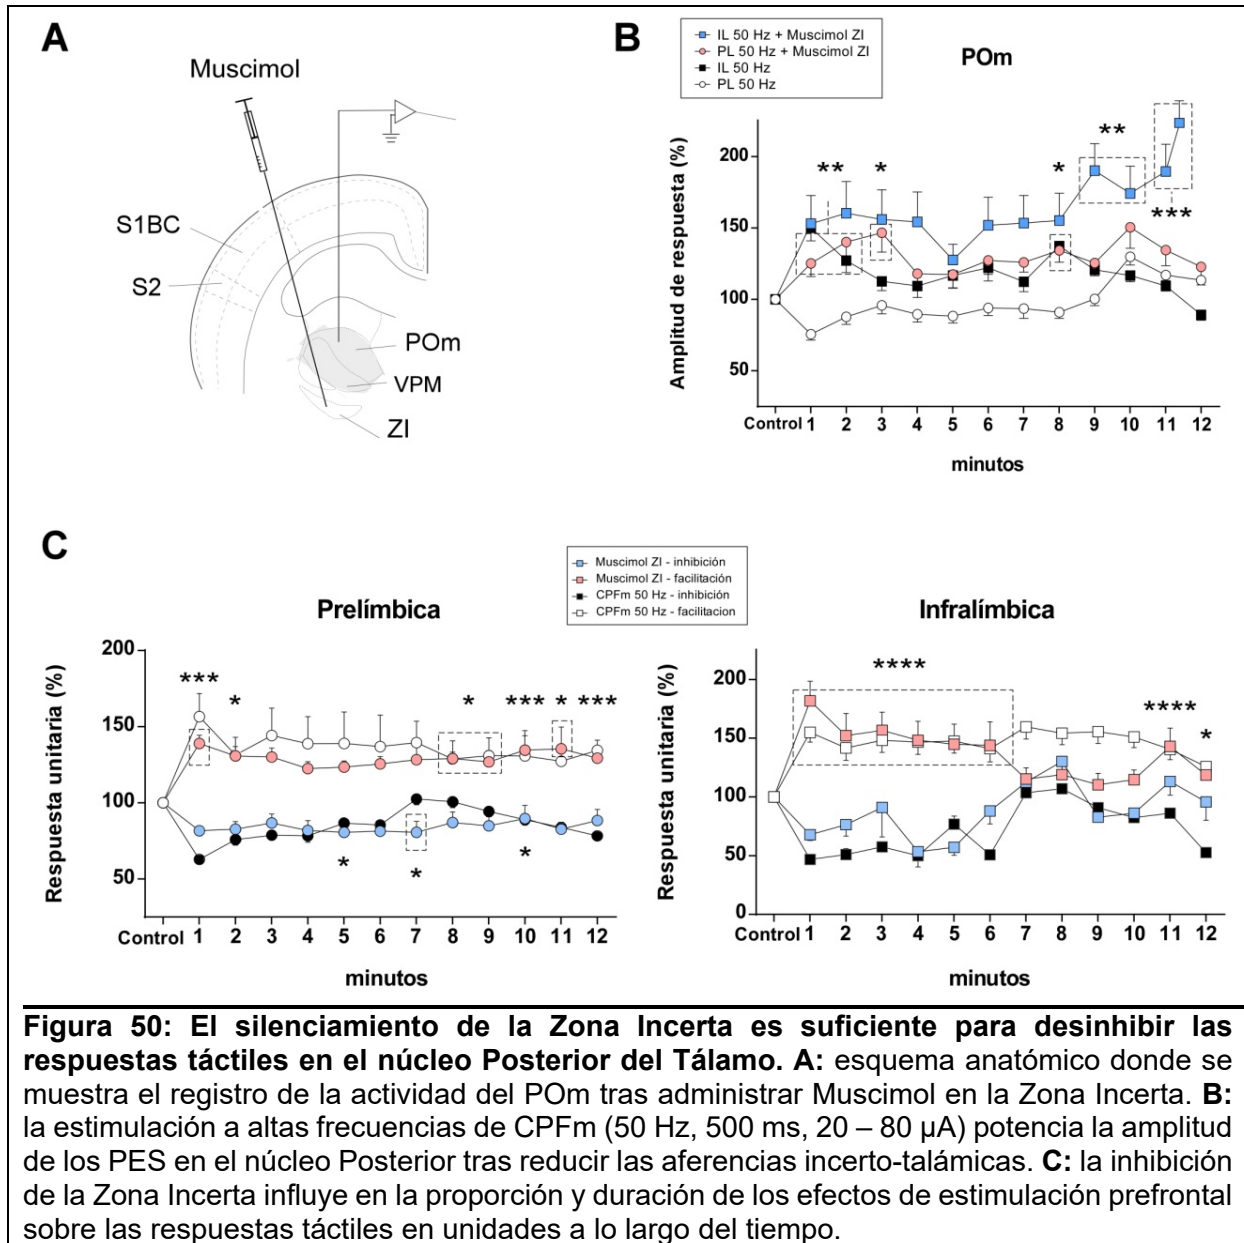 A
Muscimol
S1BC
S2
POm
VPM
ZI
B
IL 50 Hz + Muscimol ZI
PL 50 Hz + Muscimol ZI
IL 50 Hz
PL 50 Hz
POm
Amplitud de respuesta (%)
200
150
100
50
** * * ** ***
Control 1 2 3 4 5 6 7 8 9 10 11 12
minutos
C
Muscimol ZI - inhibición
Muscimol ZI - facilitación
CPFm 50 Hz - inhibición
CPFm 50 Hz - facilitacion
Prelímbica
Respuesta unitaria (%)
200
150
100
50
*** * * *** * ***
* * *
Control 1 2 3 4 5 6 7 8 9 10 11 12
minutos
Infralímbica
Respuesta unitaria (%)
200
150
100
50
0
**** **** *
Control 1 2 3 4 5 6 7 8 9 10 11 12
minutos
Figura 50: El silenciamiento de la Zona Incerta es suficiente para desinhibir las
respuestas táctiles en el núcleo Posterior del Tálamo. A: esquema anatómico donde se
muestra el registro de la actividad del POm tras administrar Muscimol en la Zona Incerta. B:
la estimulación a altas frecuencias de CPFm (50 Hz, 500 ms, 20 – 80 µA) potencia la amplitud
de los PES en el núcleo Posterior tras reducir las aferencias incerto-talámicas. C: la inhibición
de la Zona Incerta influye en la proporción y duración de los efectos de estimulación prefrontal
sobre las respuestas táctiles en unidades a lo largo del tiempo.